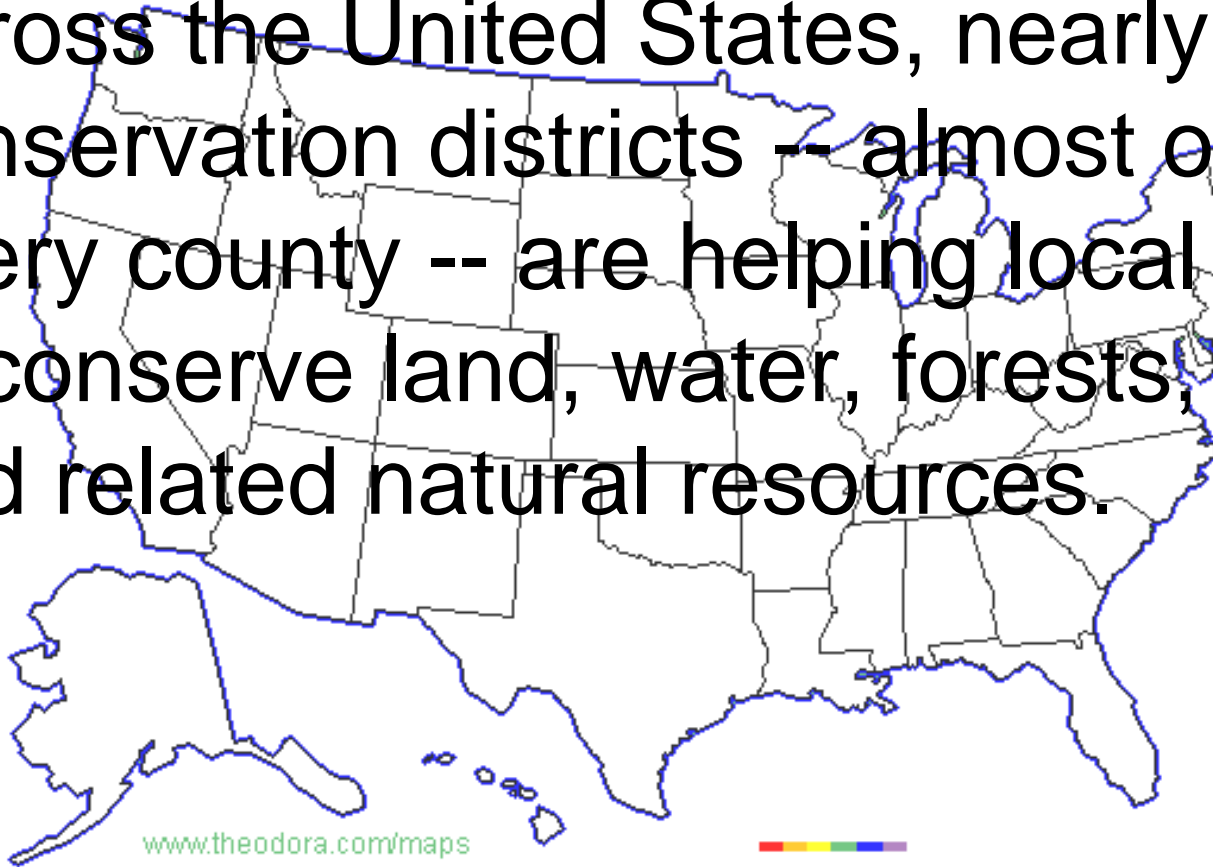 ross the United States, nearly
nservation districts -- almost o
ery county -- are helping local
conserve land, water, forests,
d related natural resources.
www.theodora.com/maps